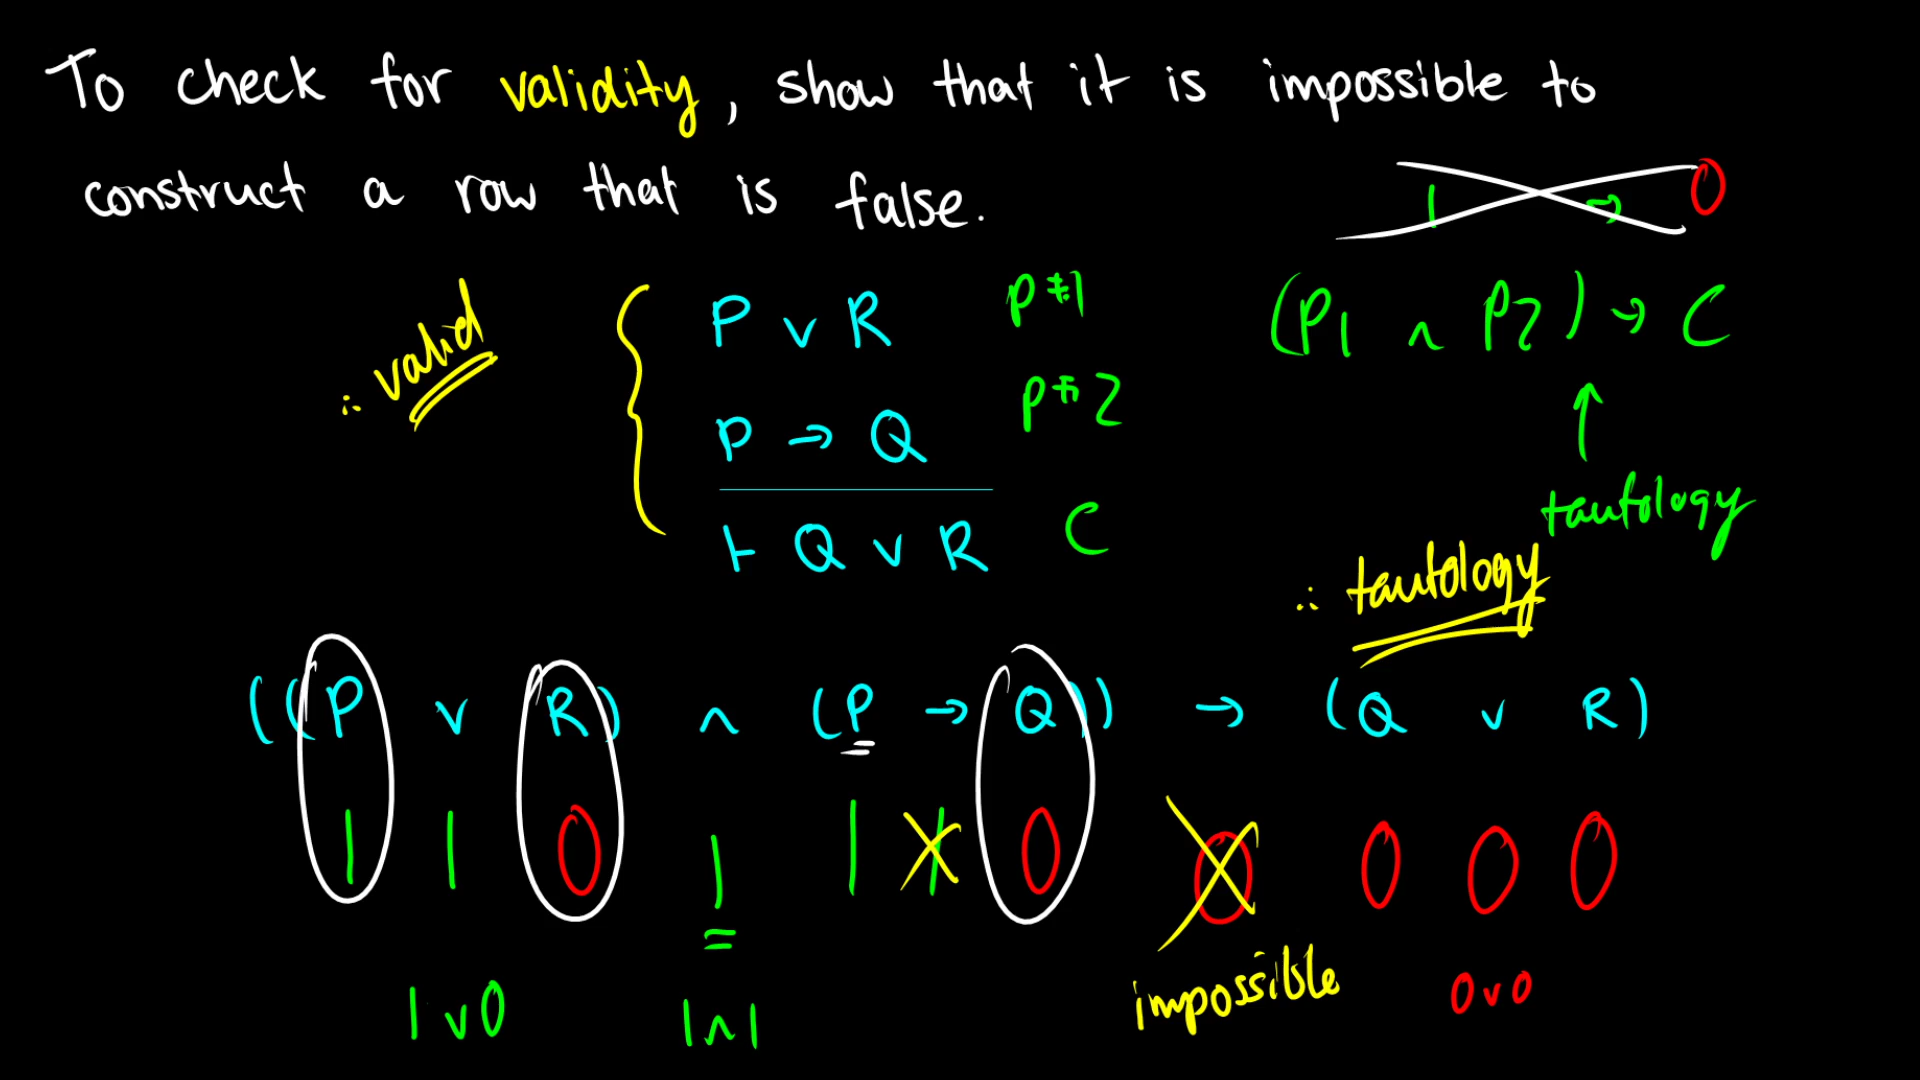 To check for validity, show that it is impossible to
construct a row that is false.
1 → 0
P ∨ R P#1
(P1 ∧ P2) → C
∴ valid
P → Q P#2
tautology
⊢ Q ∨ R C
∴ tautology
((P ∨ R) ∧ (P → Q)) → (Q ∨ R)
1 1 0 1 1 1 0 0 0 0 0
impossible
1 ∨ 0 1 ∧ 1 0 ∨ 0